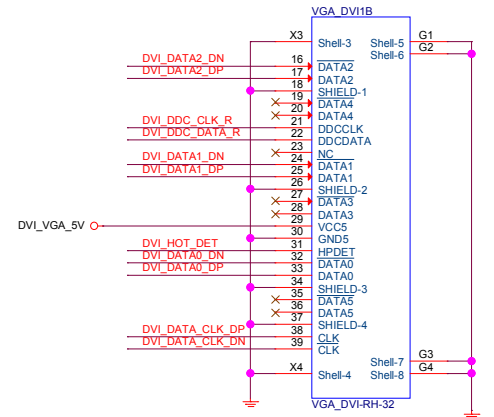 VGA_DVI1B
X3 Shell-3 Shell-5 G1
Shell-6 G2
DVI_DATA2_DN 16 DATA2
DVI_DATA2_DP 17 DATA2
18 SHIELD-1
19 DATA4
20 DATA4
DVI_DDC_CLK_R 21 DDCCLK
DVI_DDC_DATA_R 22 DDCDATA
23 NC
DVI_DATA1_DN 24 DATA1
DVI_DATA1_DP 25 DATA1
26 SHIELD-2
27 DATA3
28 DATA3
DVI_VGA_5V 29 VCC5
30 GND5
DVI_HOT_DET 31 HPDET
DVI_DATA0_DN 32 DATA0
DVI_DATA0_DP 33 DATA0
34 SHIELD-3
35 DATA5
36 DATA5
37 SHIELD-4
DVI_DATA_CLK_DP 38 CLK
DVI_DATA_CLK_DN 39 CLK
Shell-7 G3
X4 Shell-4 Shell-8 G4
VGA_DVI-RH-32